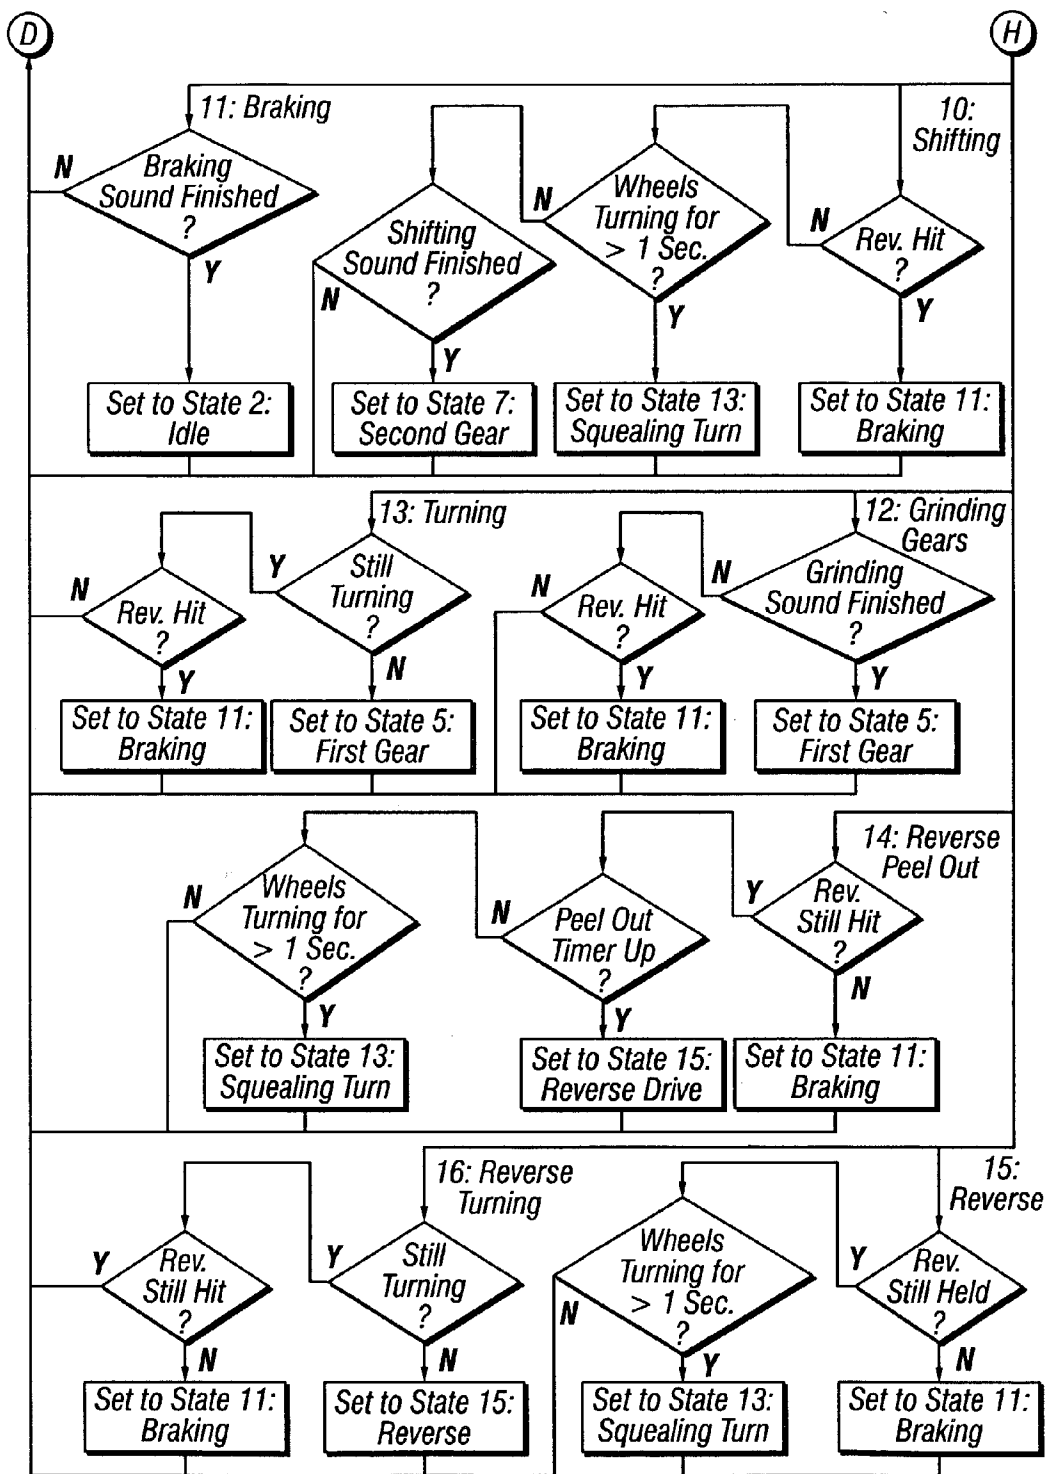 D
H
11: Braking
10:
Shifting
N
Braking
Sound Finished
?
Y
Shifting
Sound Finished
?
N
Y
N
Wheels
Turning for
> 1 Sec.
?
Y
N
Rev. Hit
?
Y
Set to State 2:
Idle
Set to State 7:
Second Gear
Set to State 13:
Squealing Turn
Set to State 11:
Braking
13: Turning
12: Grinding
Gears
N
Rev. Hit
?
Y
Y
Still
Turning
?
N
N
Rev. Hit
?
Y
N
Grinding
Sound Finished
?
Y
Set to State 11:
Braking
Set to State 5:
First Gear
Set to State 11:
Braking
Set to State 5:
First Gear
14: Reverse
Peel Out
N
Wheels
Turning for
> 1 Sec.
?
Y
N
Peel Out
Timer Up
?
Y
Y
Rev.
Still Hit
?
N
Set to State 13:
Squealing Turn
Set to State 15:
Reverse Drive
Set to State 11:
Braking
16: Reverse
Turning
15:
Reverse
Y
Rev.
Still Hit
?
N
Y
Still
Turning
?
N
Wheels
Turning for
> 1 Sec.
?
N
Y
Y
Rev.
Still Held
?
N
Set to State 11:
Braking
Set to State 15:
Reverse
Set to State 13:
Squealing Turn
Set to State 11:
Braking